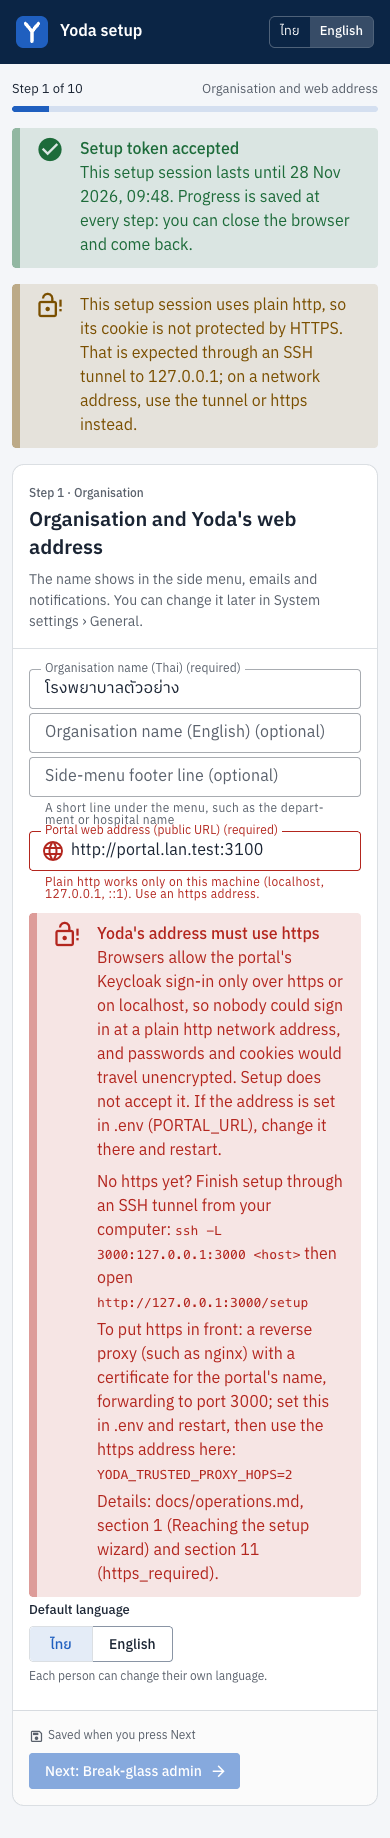 Yoda setup
ไทย
English
Step 1 of 10
Organisation and web address
Setup token accepted
This setup session lasts until 28 Nov
2026, 09:48. Progress is saved at
every step: you can close the browser
and come back.
This setup session uses plain http, so
its cookie is not protected by HTTPS.
That is expected through an SSH
tunnel to 127.0.0.1; on a network
address, use the tunnel or https
instead.
Step 1 · Organisation
Organisation and Yoda's web
address
The name shows in the side menu, emails and
notifications. You can change it later in System
settings › General.
Organisation name (Thai) (required)
โรงพยาบาลตัวอย่าง
Organisation name (English) (optional)
Side-menu footer line (optional)
A short line under the menu, such as the depart-
ment or hospital name
Portal web address (public URL) (required)
http://portal.lan.test:3100
Plain http works only on this machine (localhost,
127.0.0.1, ::1). Use an https address.
Yoda's address must use https
Browsers allow the portal's
Keycloak sign-in only over https or
on localhost, so nobody could sign
in at a plain http network address,
and passwords and cookies would
travel unencrypted. Setup does
not accept it. If the address is set
in .env (PORTAL_URL), change it
there and restart.
No https yet? Finish setup through
an SSH tunnel from your
computer: ssh -L
3000:127.0.0.1:3000 <host> then
open
http://127.0.0.1:3000/setup
To put https in front: a reverse
proxy (such as nginx) with a
certificate for the portal's name,
forwarding to port 3000; set this
in .env and restart, then use the
https address here:
YODA_TRUSTED_PROXY_HOPS=2
Details: docs/operations.md,
section 1 (Reaching the setup
wizard) and section 11
(https_required).
Default language
ไทย
English
Each person can change their own language.
Saved when you press Next
Next: Break-glass admin